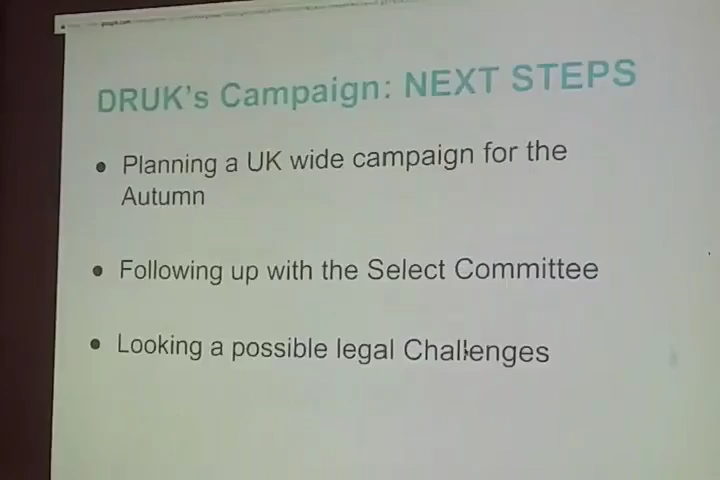 DRUK's Campaign: NEXT STEPS
• Planning a UK wide campaign for the
Autumn
• Following up with the Select Committee
• Looking a possible legal Challenges